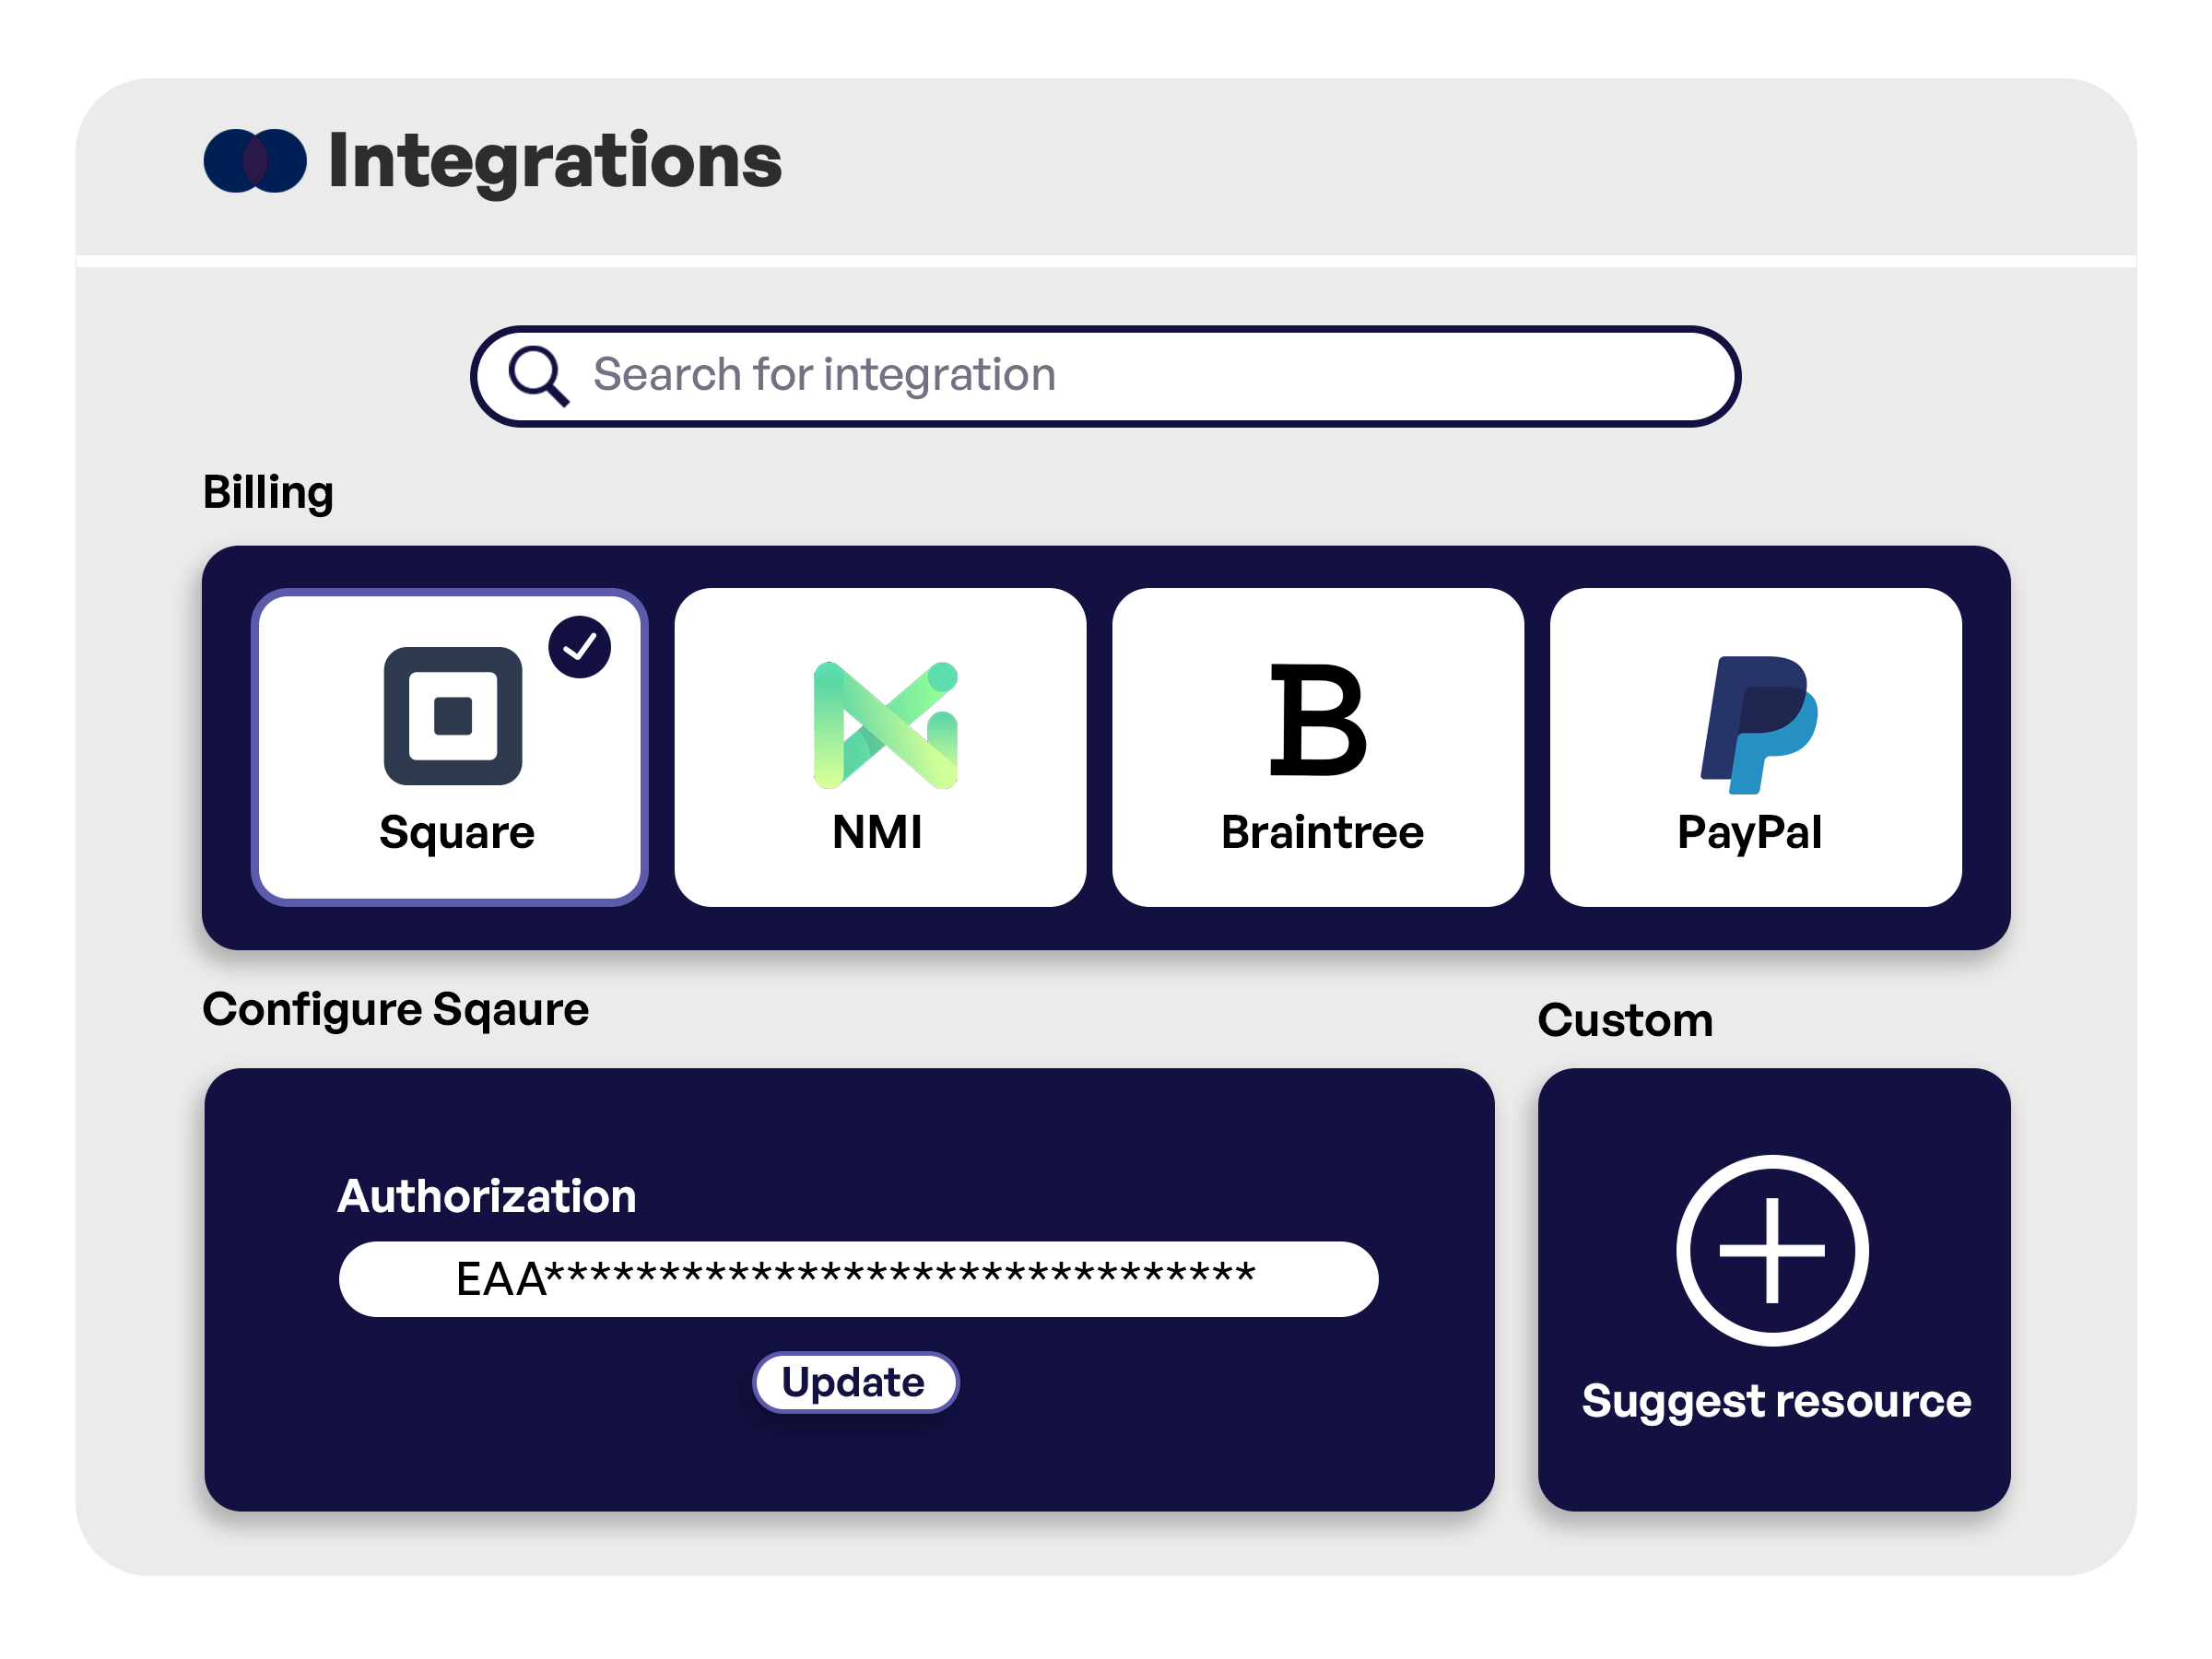 Integrations
Search for integration
Billing
Square
NMI
Braintree
PayPal
Configure Sqaure
Custom
Authorization
EAA*******************************
Update
Suggest resource